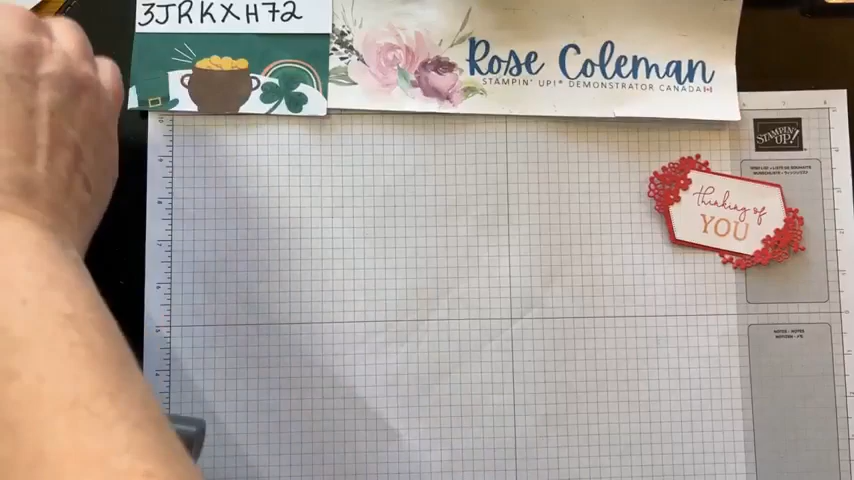 3JRKXH72
Rose Coleman
STAMPIN' UP!® DEMONSTRATOR CANADA
STAMPIN' UP!
thinking of
YOU